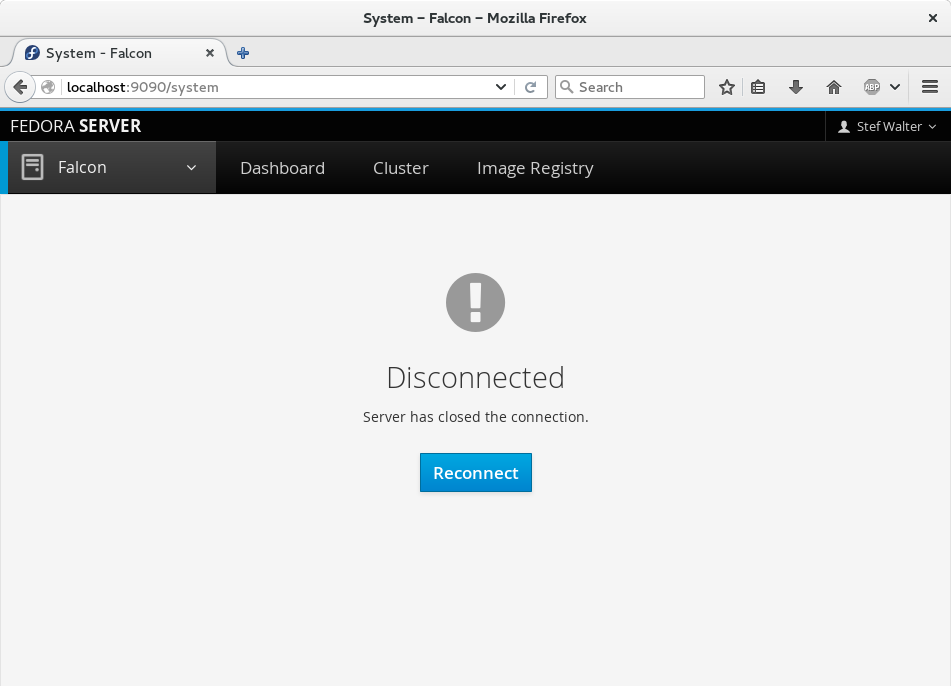 System – Falcon – Mozilla Firefox
System - Falcon
localhost:9090/system
Search
ABP
FEDORA SERVER
Stef Walter
Falcon
Dashboard
Cluster
Image Registry
Disconnected
Server has closed the connection.
Reconnect